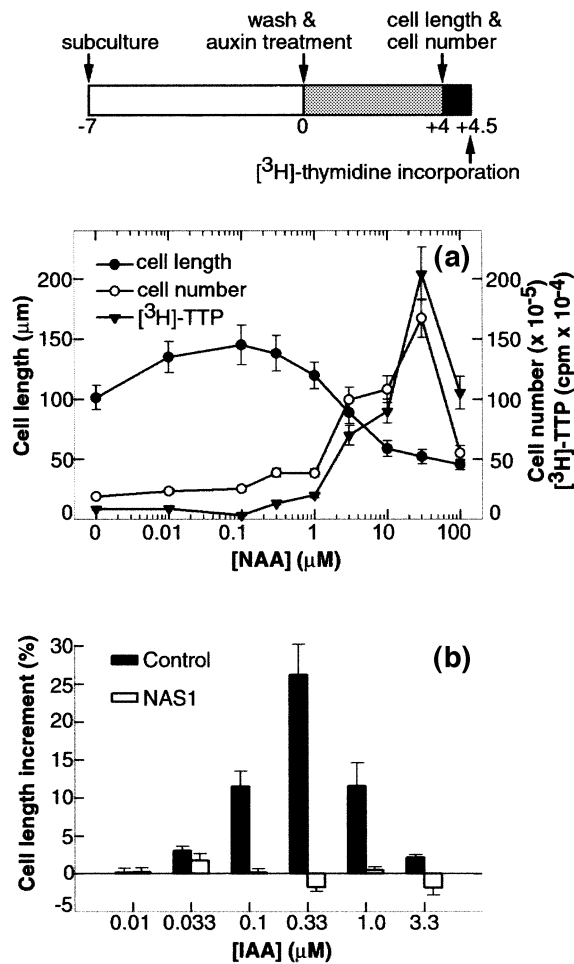 wash & cell length &
subculture auxin treatment cell number
-7 0 +4 +4.5
[³H]-thymidine incorporation
(a)
cell length
cell number
[³H]-TTP
Cell length (μm)
200
150
100
50
0
Cell number (x 10⁻⁵)
[³H]-TTP (cpm x 10⁻⁴)
200
150
100
50
0
0 0.01 0.1 1 10 100
[NAA] (μM)
(b)
Control
NAS1
Cell length increment (%)
30
25
20
15
10
5
0
-5
0.01 0.033 0.1 0.33 1.0 3.3
[IAA] (μM)